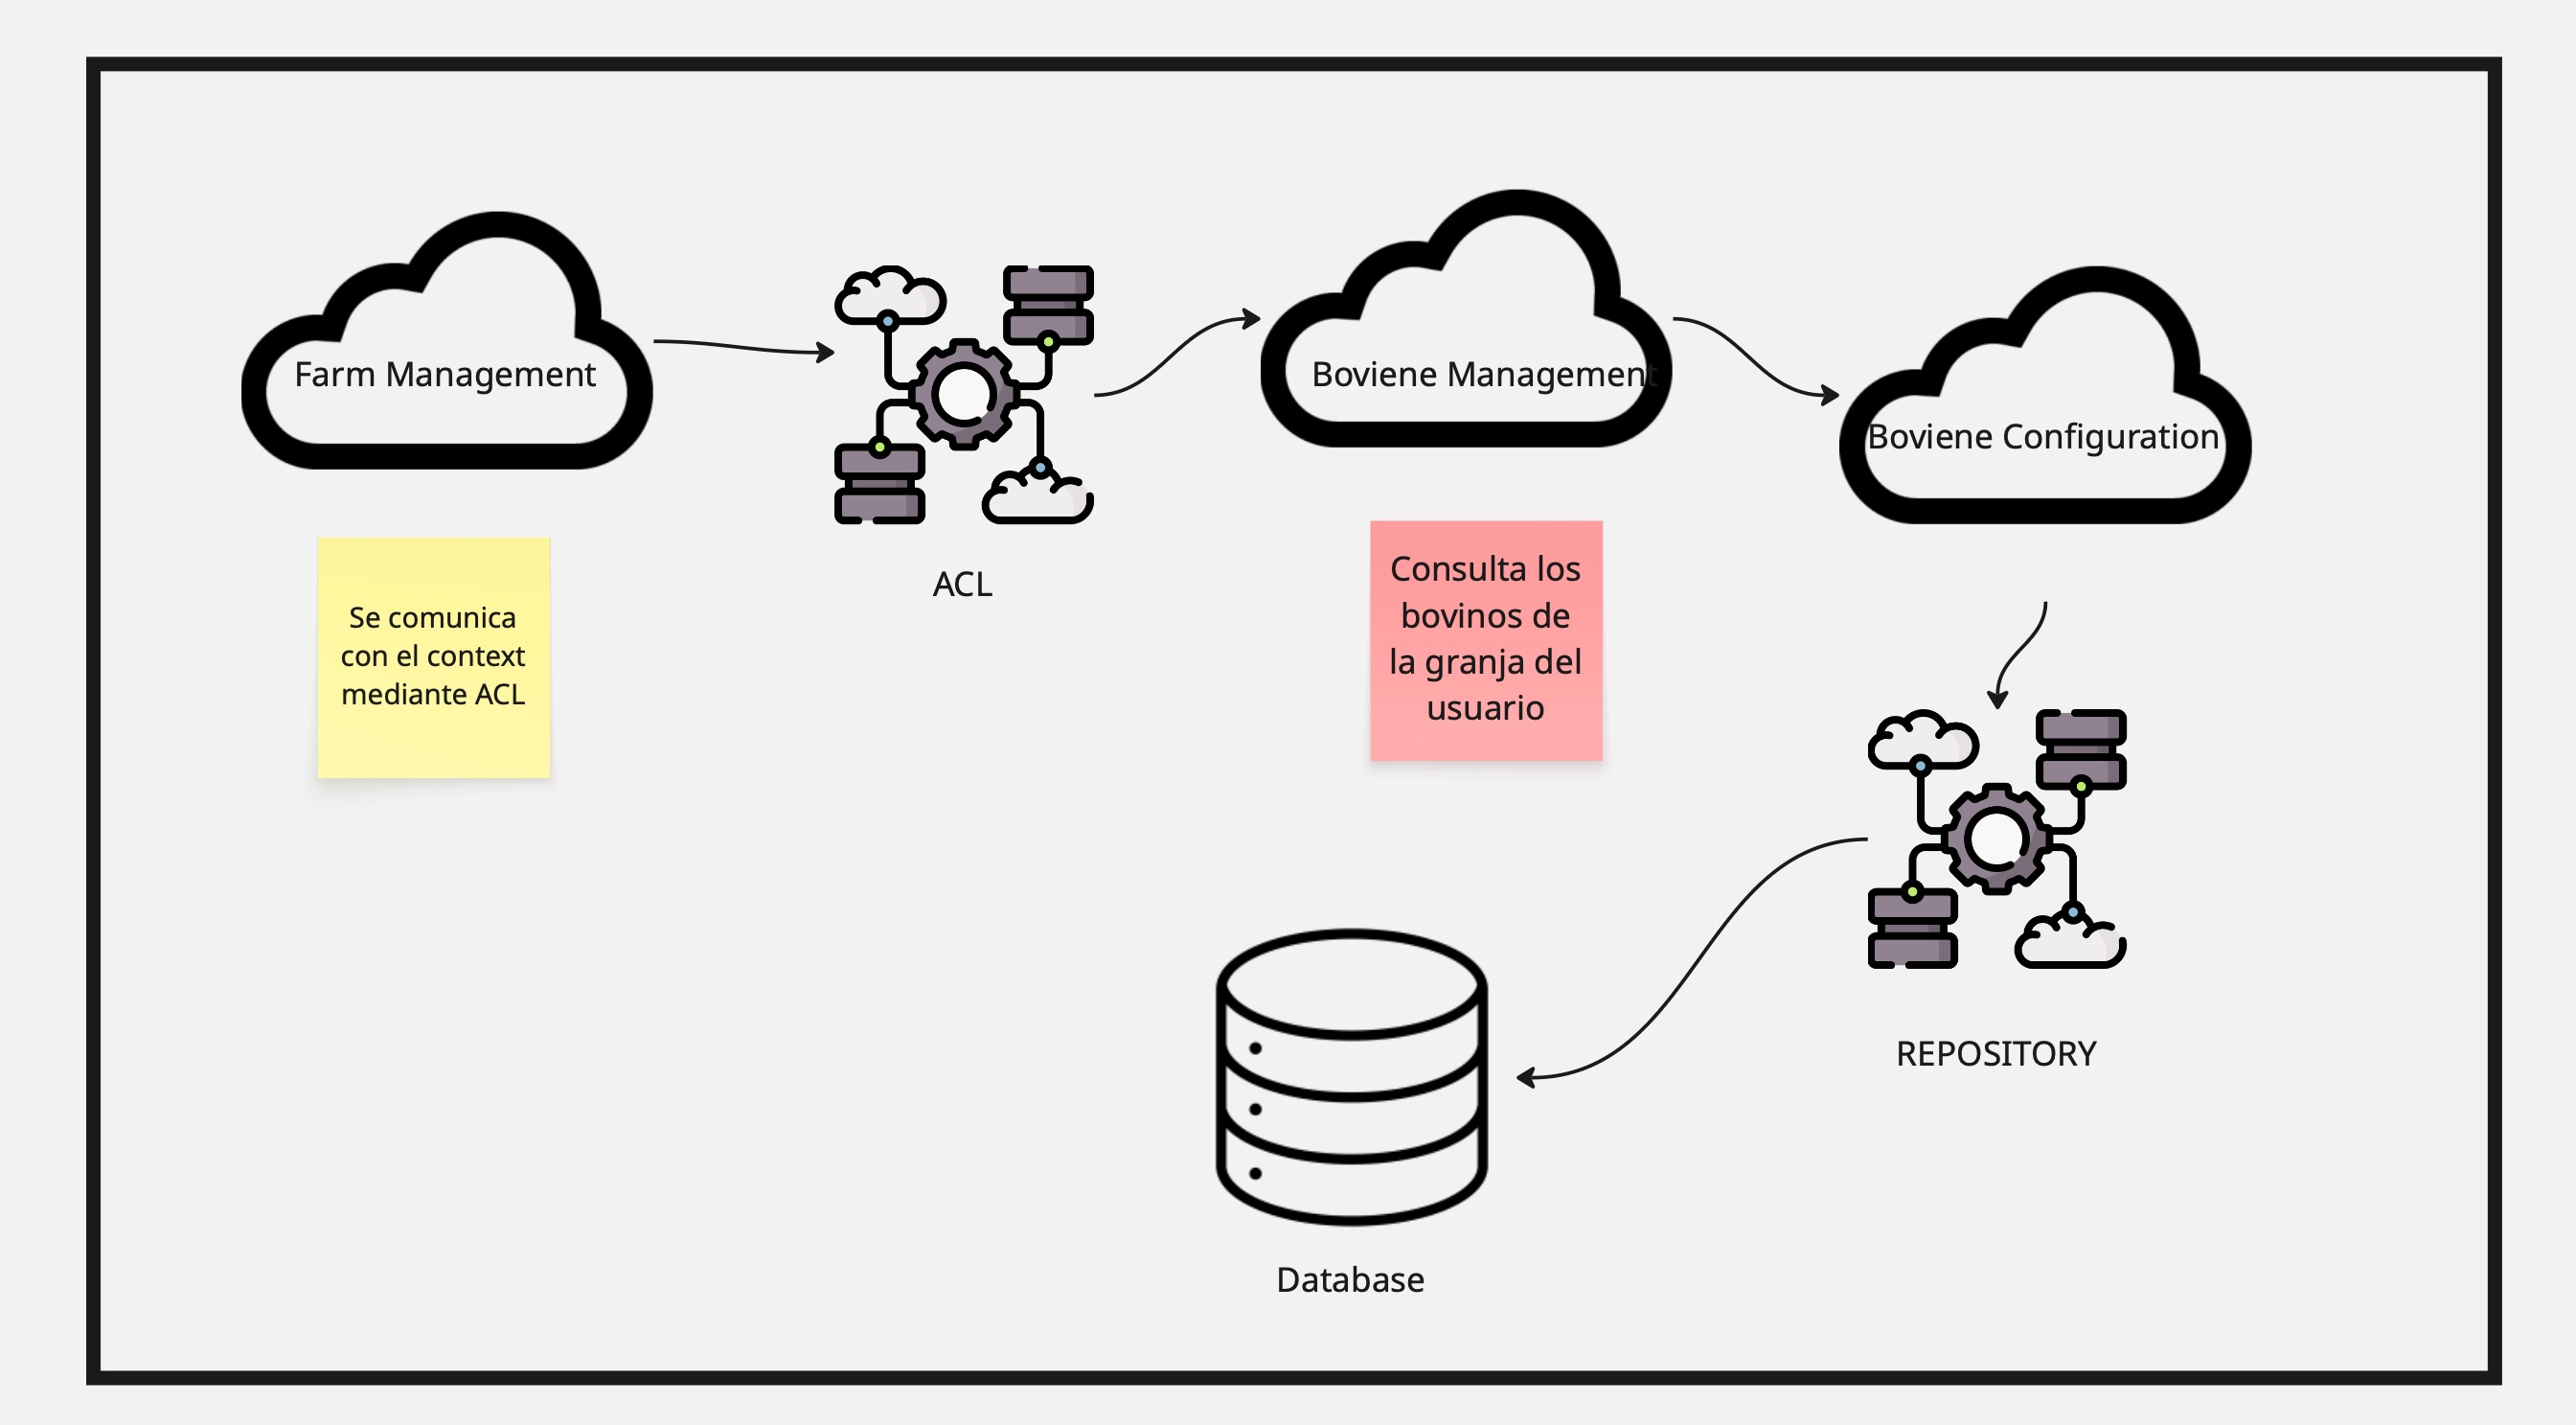 Farm Management
Boviene Management
Boviene Configuration
ACL
Se comunica
con el context
mediante ACL
Consulta los
bovinos de
la granja del
usuario
REPOSITORY
Database